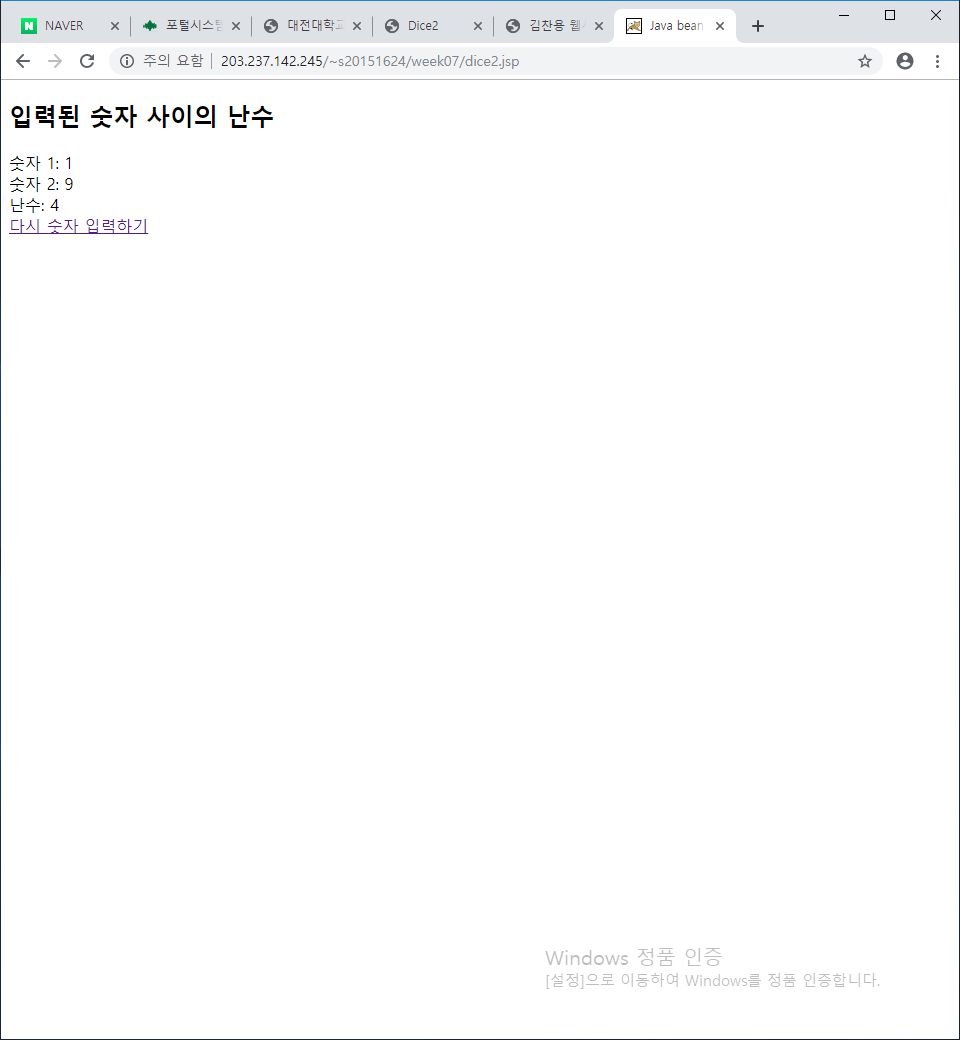 NAVER
포털시스템
대전대학교
Dice2
김찬용 웹
Java bean
주의 요함 | 203.237.142.245/~s20151624/week07/dice2.jsp
입력된 숫자 사이의 난수
숫자 1: 1
숫자 2: 9
난수: 4
다시 숫자 입력하기
Windows 정품 인증
[설정]으로 이동하여 Windows를 정품 인증합니다.